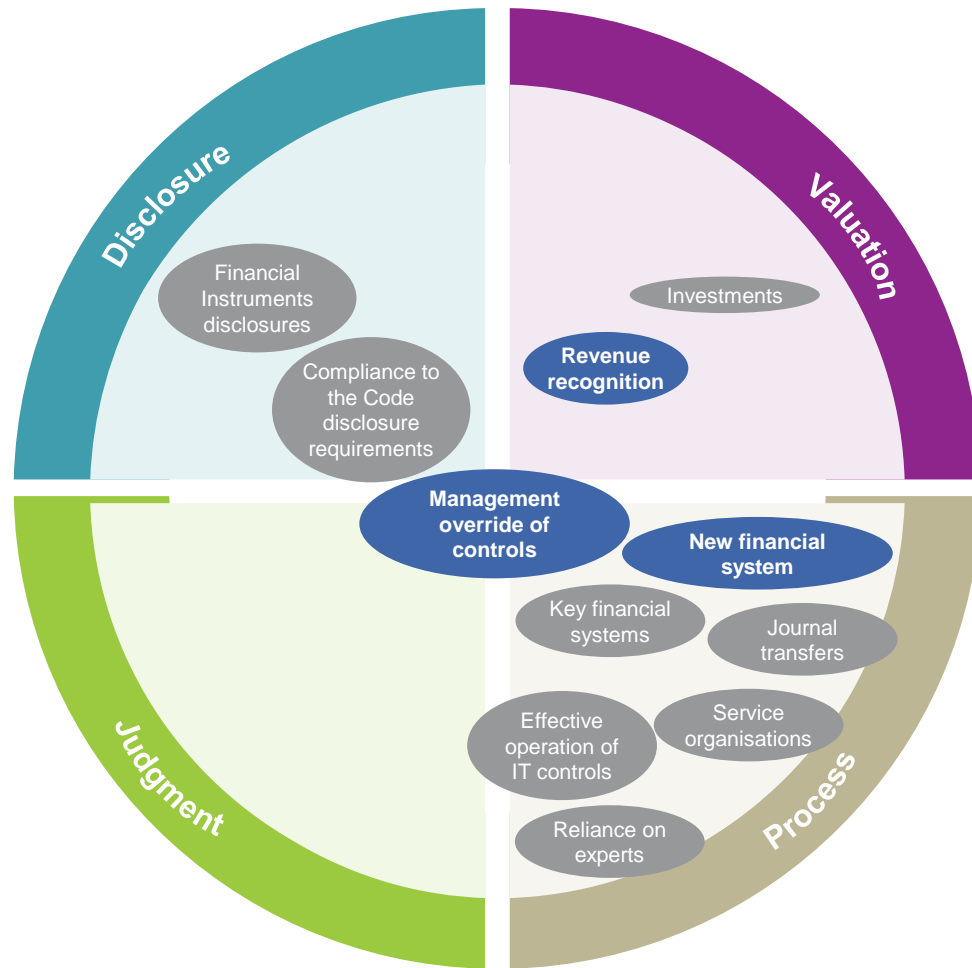 Disclosure
Valuation
Financial
Instruments
disclosures
Investments
Revenue
recognition
Compliance to
the Code
disclosure
requirements
Management
override of
controls
New financial
system
Key financial
systems
Journal
transfers
Effective
operation of
IT controls
Service
organisations
Reliance on
experts
Judgment
Process